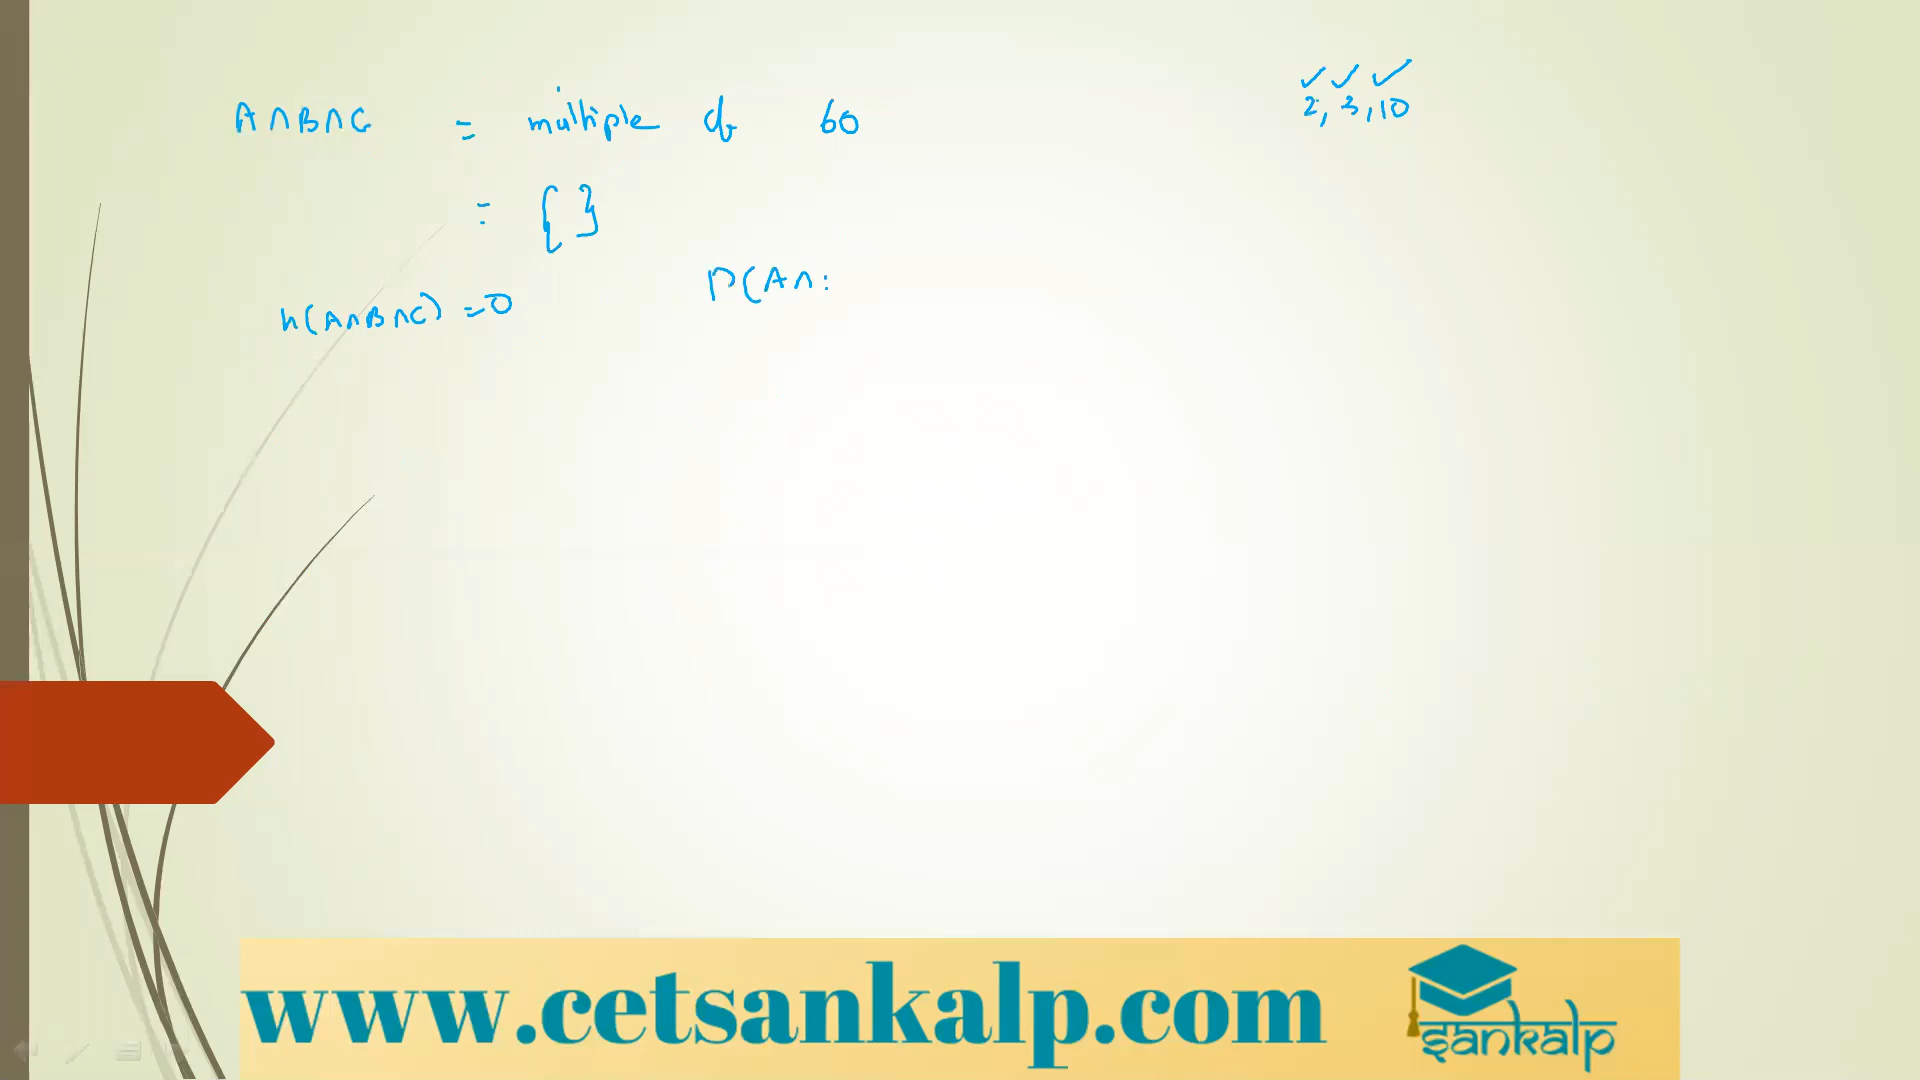 A∩B∩C = multiple of 60
2, 3, 10
= { }
n(A∩B∩C) = 0
P(A∩:
www.cetsankalp.com
sankalp